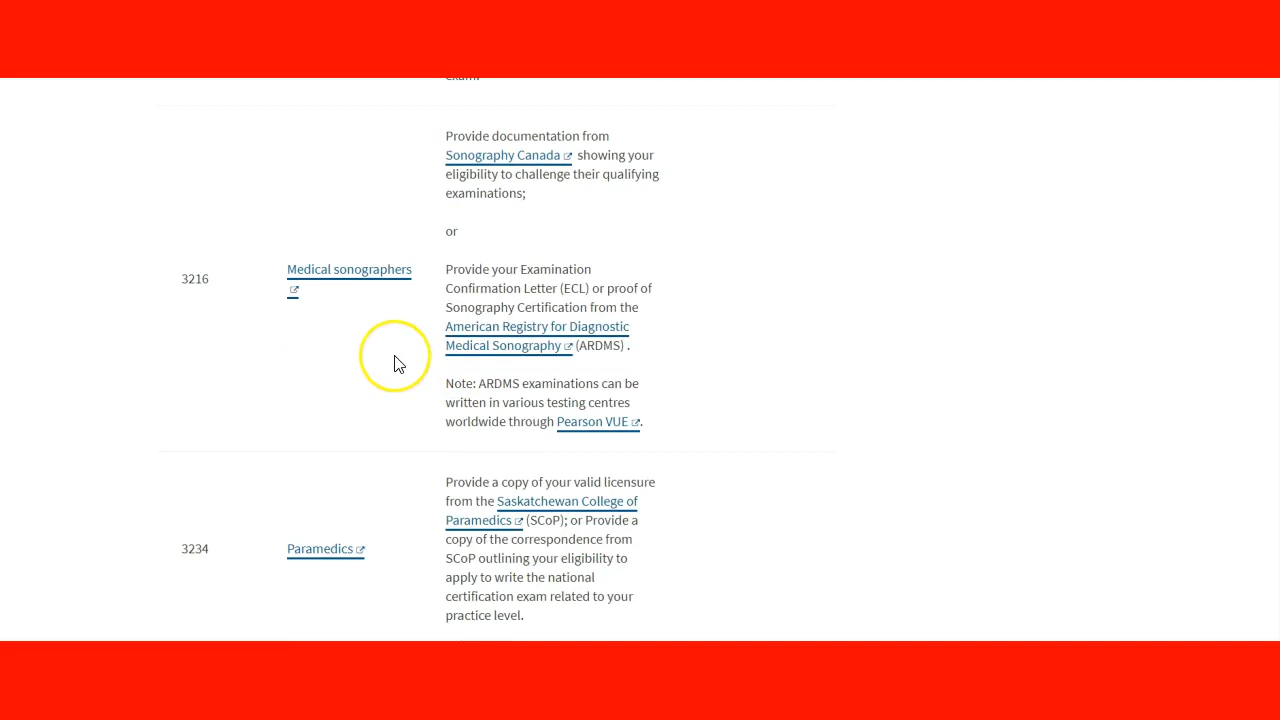 exam.
Provide documentation from
Sonography Canada showing your
eligibility to challenge their qualifying
examinations;
or
3216
Medical sonographers
Provide your Examination
Confirmation Letter (ECL) or proof of
Sonography Certification from the
American Registry for Diagnostic
Medical Sonography (ARDMS) .
Note: ARDMS examinations can be
written in various testing centres
worldwide through Pearson VUE.
3234
Paramedics
Provide a copy of your valid licensure
from the Saskatchewan College of
Paramedics (SCoP); or Provide a
copy of the correspondence from
SCoP outlining your eligibility to
apply to write the national
certification exam related to your
practice level.